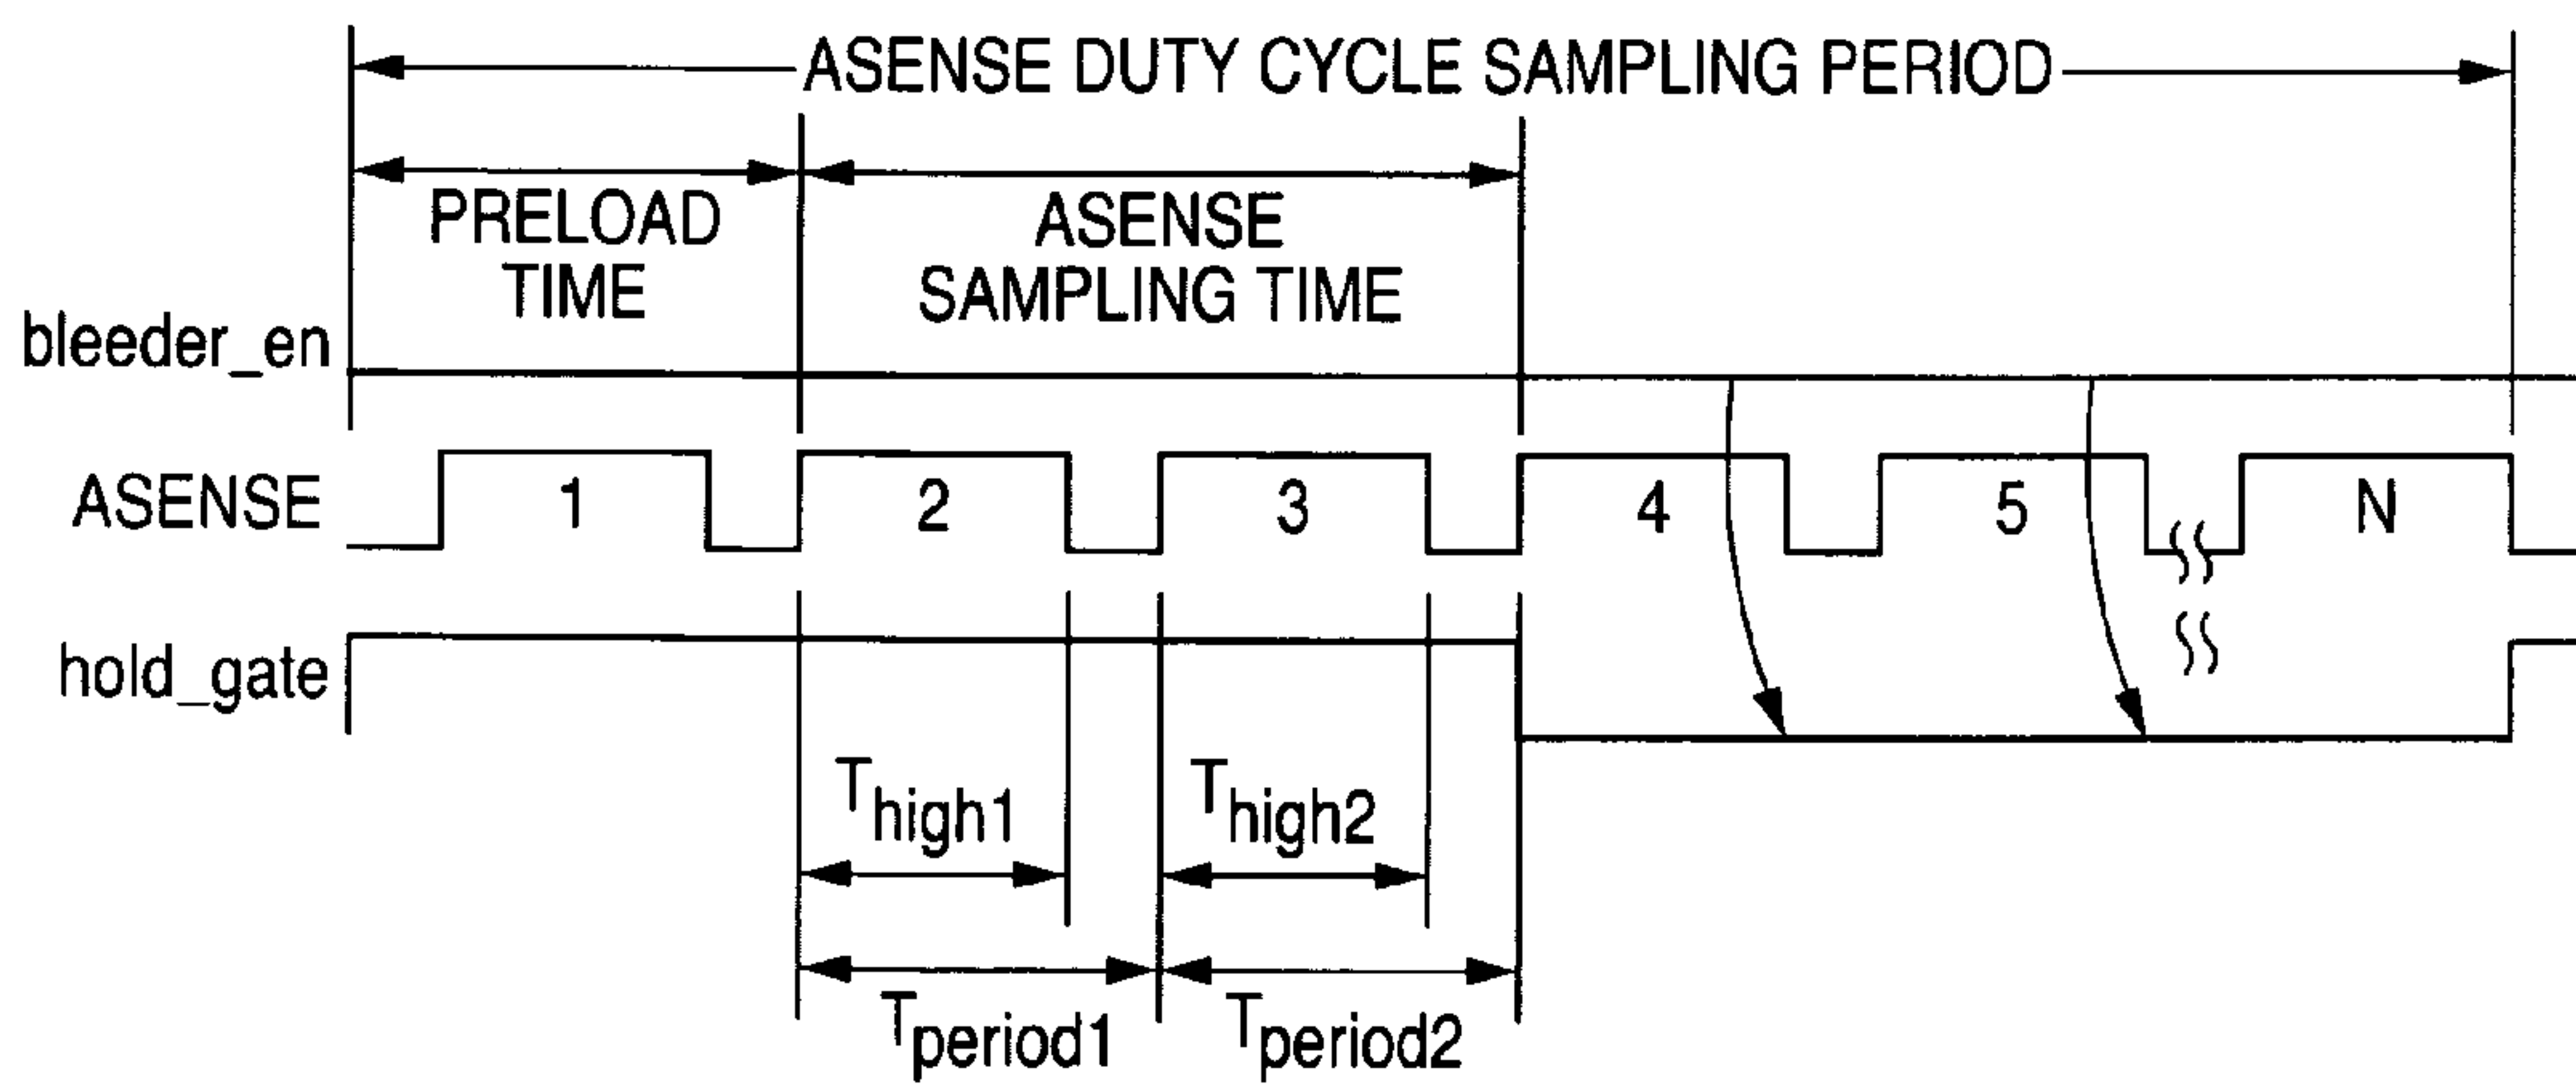 ASENSE DUTY CYCLE SAMPLING PERIOD
PRELOAD
TIME
ASENSE
SAMPLING TIME
bleeder_en
ASENSE
1
2
3
4
5
N
hold_gate
Thigh1
Thigh2
Tperiod1
Tperiod2